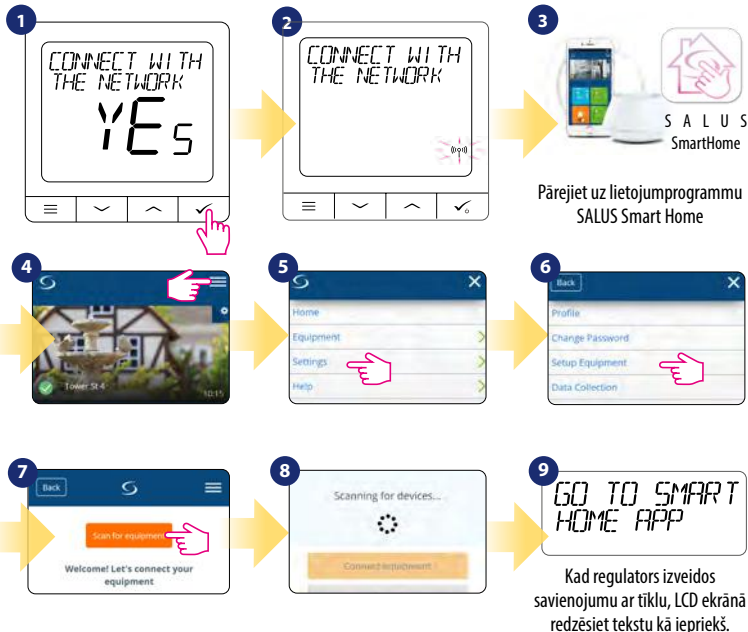 1
CONNECT WITH
THE NETWORK
YES
2
CONNECT WITH
THE NETWORK
3
SALUS
SmartHome
Pārejiet uz lietojumprogrammu
SALUS Smart Home
4
Tower St 4
10:15
5
Home
Equipment
Settings
Help
6
Back
Profile
Change Password
Setup Equipment
Data Collection
7
Back
Scan for equipment
Welcome! Let's connect your
equipment
8
Scanning for devices...
Connect equipment
9
GO TO SMART
HOME APP
Kad regulators izveidos
savienojumu ar tīklu, LCD ekrānā
redzēsiet tekstu kā iepriekš.